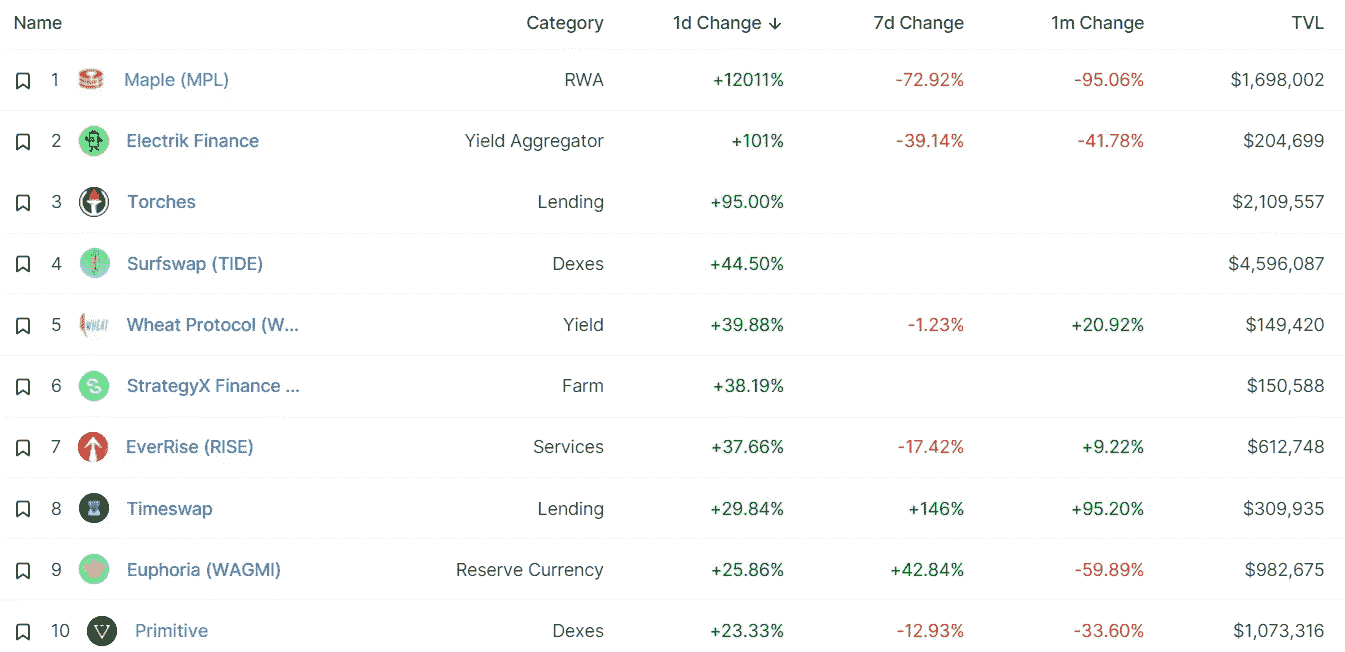 Name Category 1d Change ↓ 7d Change 1m Change TVL
1 Maple (MPL) RWA +12011% -72.92% -95.06% $1,698,002
2 Electrik Finance Yield Aggregator +101% -39.14% -41.78% $204,699
3 Torches Lending +95.00% $2,109,557
4 Surfswap (TIDE) Dexes +44.50% $4,596,087
5 Wheat Protocol (W... Yield -1.23% +39.88% +20.92% $149,420
6 StrategyX Finance ... Farm +38.19% $150,588
7 EverRise (RISE) Services +37.66% -17.42% +9.22% $612,748
8 Timeswap Lending +29.84% +146% +95.20% $309,935
9 Euphoria (WAGMI) Reserve Currency +25.86% +42.84% -59.89% $982,675
10 Primitive Dexes +23.33% -12.93% -33.60% $1,073,316